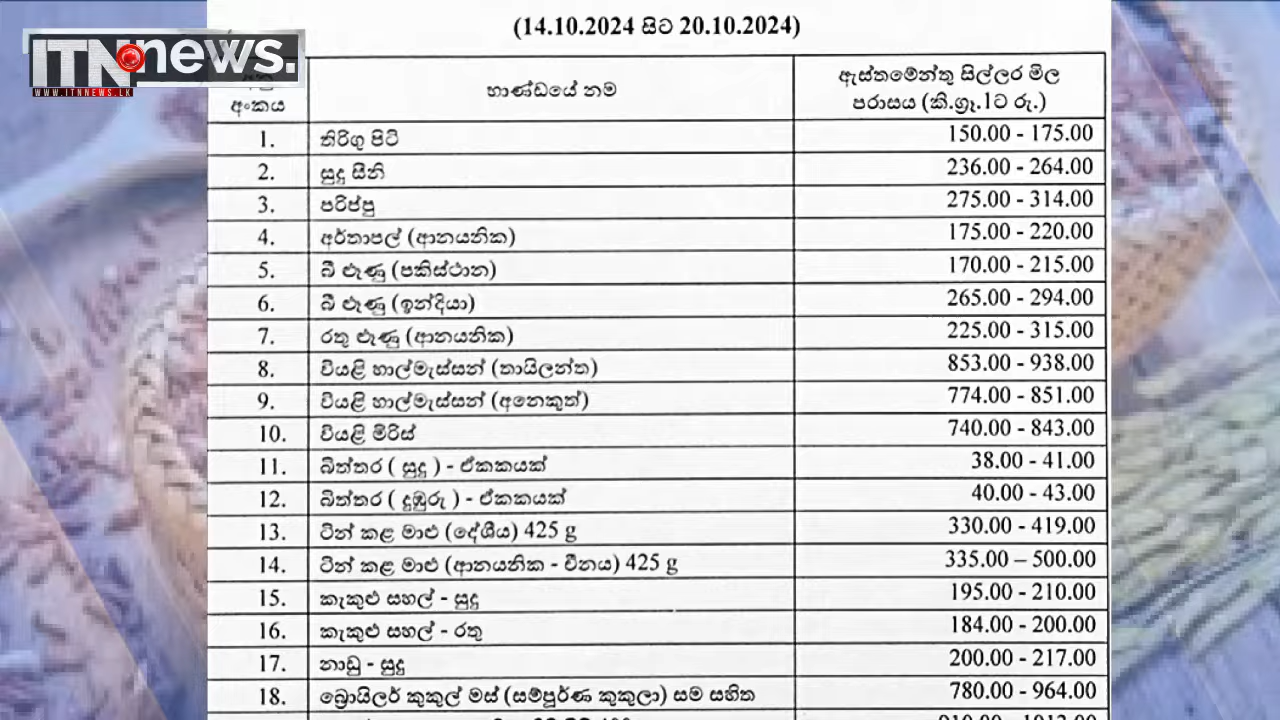 ITN news.
WWW.ITNNEWS.LK
(14.10.2024 සිට 20.10.2024)
අංකය
භාණ්ඩයේ නම
ඇස්තමේන්තු සිල්ලර මිල
පරාසය (කි.ග්‍රෑ.1ට රු.)
1. තිරිගු පිටි 150.00 - 175.00
2. සුදු සීනි 236.00 - 264.00
3. පරිප්පු 275.00 - 314.00
4. අර්තාපල් (ආනයනික) 175.00 - 220.00
5. බී ළූණු (පකිස්ථාන) 170.00 - 215.00
6. බී ළූණු (ඉන්දියා) 265.00 - 294.00
7. රතු ළූණු (ආනයනික) 225.00 - 315.00
8. වියළි හාල්මැස්සන් (තායිලන්ත) 853.00 - 938.00
9. වියළි හාල්මැස්සන් (අනෙකුත්) 774.00 - 851.00
10. වියළි මිරිස් 740.00 - 843.00
11. බිත්තර ( සුදු ) - ඒකකයක් 38.00 - 41.00
12. බිත්තර ( දුඹුරු ) - ඒකකයක් 40.00 - 43.00
13. ටින් කළ මාළු (දේශීය) 425 g 330.00 - 419.00
14. ටින් කළ මාළු (ආනයනික - චීනය) 425 g 335.00 – 500.00
15. කැකුළු සහල් - සුදු 195.00 - 210.00
16. කැකුළු සහල් - රතු 184.00 - 200.00
17. නාඩු - සුදු 200.00 - 217.00
18. බ්‍රොයිලර් කුකුල් මස් (සම්පූර්ණ කුකුලා) සම සහිත 780.00 - 964.00